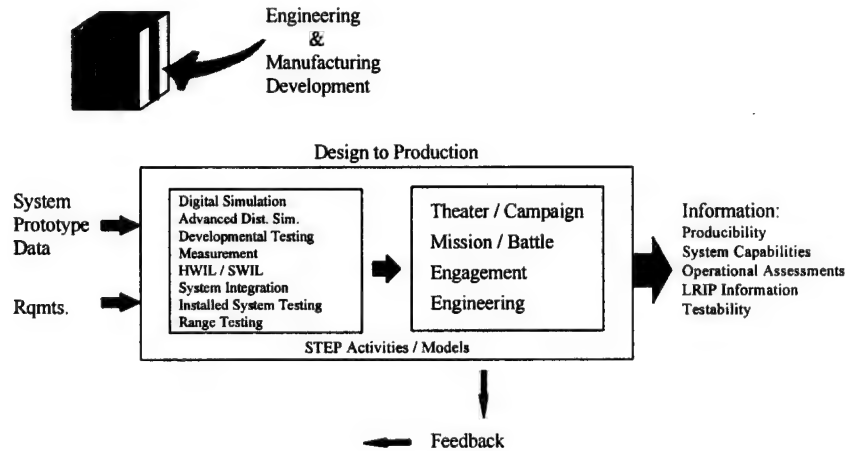 Engineering
&
Manufacturing
Development
Design to Production
System
Prototype
Data
Rqmts.
Digital Simulation
Advanced Dist. Sim.
Developmental Testing
Measurement
HWIL / SWIL
System Integration
Installed System Testing
Range Testing
Theater / Campaign
Mission / Battle
Engagement
Engineering
STEP Activities / Models
Information:
Producibility
System Capabilities
Operational Assessments
LRIP Information
Testability
Feedback